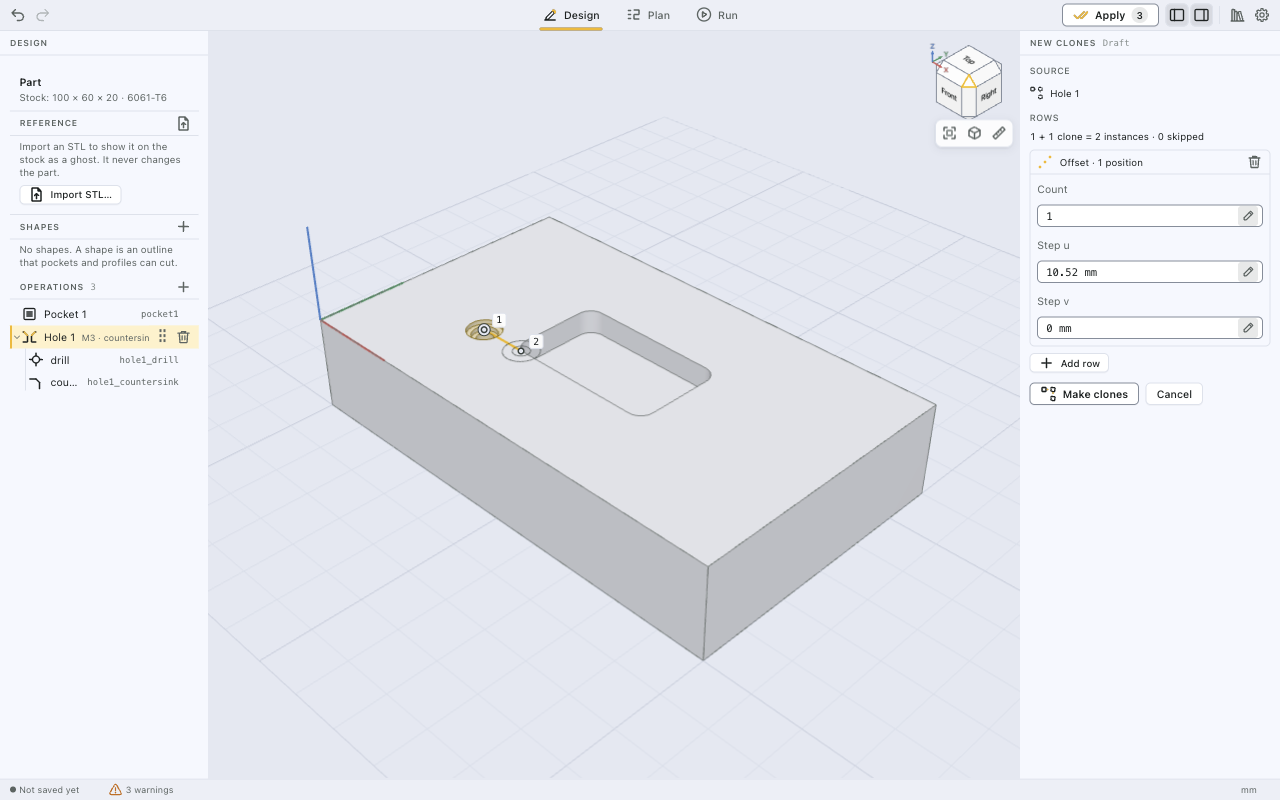 Design
Plan
Run
Apply 3
DESIGN
Part
Stock: 100 × 60 × 20 · 6061-T6
REFERENCE
Import an STL to show it on the
stock as a ghost. It never changes
the part.
Import STL...
SHAPES
No shapes. A shape is an outline
that pockets and profiles can cut.
OPERATIONS 3
Pocket 1 pocket1
Hole 1 M3 · countersin
drill hole1_drill
cou... hole1_countersink
Z
Y
X
Top
Front
Right
1
2
NEW CLONES Draft
SOURCE
Hole 1
ROWS
1 + 1 clone = 2 instances · 0 skipped
Offset · 1 position
Count
1
Step u
10.52 mm
Step v
0 mm
Add row
Make clones
Cancel
Not saved yet
3 warnings
mm